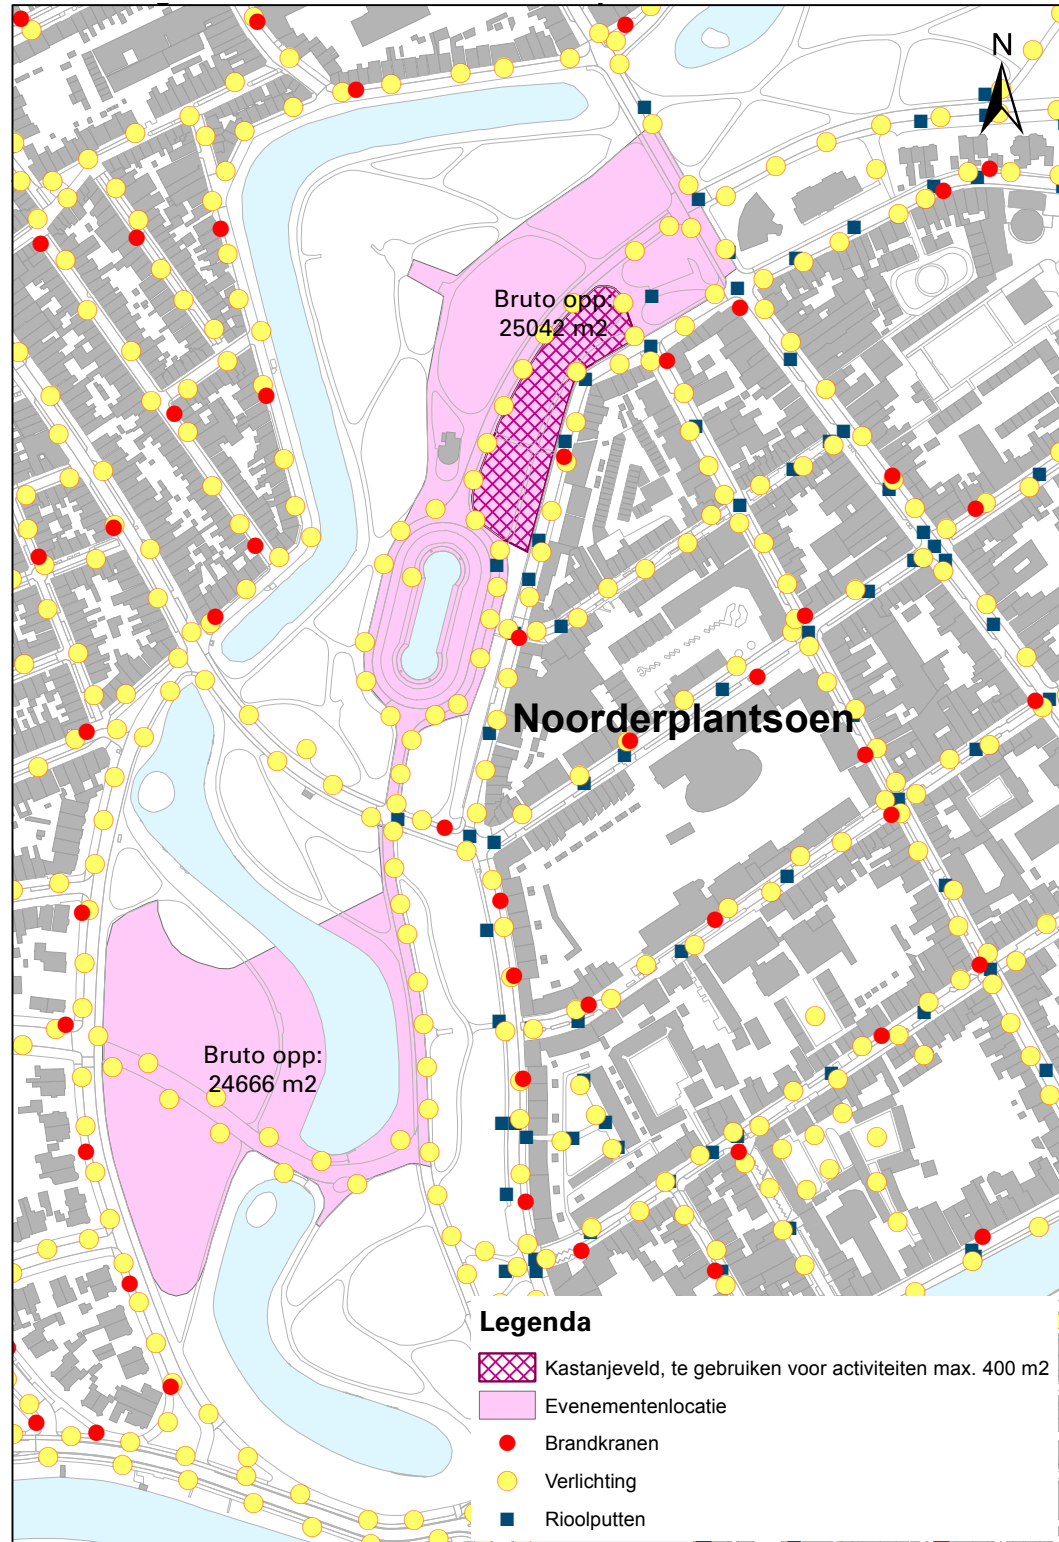 N
Bruto opp:
25042 m2
Noorderplantsoen
Bruto opp:
24666 m2
Legenda
Kastanjeveld, te gebruiken voor activiteiten max. 400 m2
Evenementenlocatie
Brandkranen
Verlichting
Rioolputten